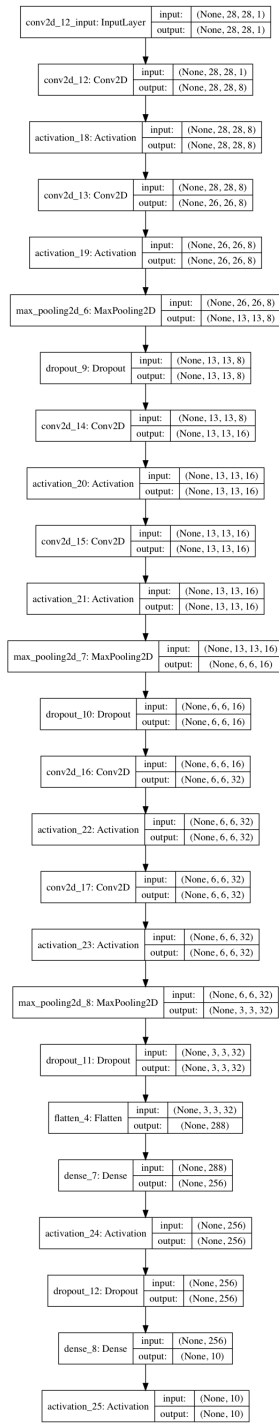 conv2d_12_input: InputLayer
input: (None, 28, 28, 1)
output: (None, 28, 28, 1)
conv2d_12: Conv2D
input: (None, 28, 28, 1)
output: (None, 28, 28, 8)
activation_18: Activation
input: (None, 28, 28, 8)
output: (None, 28, 28, 8)
conv2d_13: Conv2D
input: (None, 28, 28, 8)
output: (None, 26, 26, 8)
activation_19: Activation
input: (None, 26, 26, 8)
output: (None, 26, 26, 8)
max_pooling2d_6: MaxPooling2D
input: (None, 26, 26, 8)
output: (None, 13, 13, 8)
dropout_9: Dropout
input: (None, 13, 13, 8)
output: (None, 13, 13, 8)
conv2d_14: Conv2D
input: (None, 13, 13, 8)
output: (None, 13, 13, 16)
activation_20: Activation
input: (None, 13, 13, 16)
output: (None, 13, 13, 16)
conv2d_15: Conv2D
input: (None, 13, 13, 16)
output: (None, 13, 13, 16)
activation_21: Activation
input: (None, 13, 13, 16)
output: (None, 13, 13, 16)
max_pooling2d_7: MaxPooling2D
input: (None, 13, 13, 16)
output: (None, 6, 6, 16)
dropout_10: Dropout
input: (None, 6, 6, 16)
output: (None, 6, 6, 16)
conv2d_16: Conv2D
input: (None, 6, 6, 16)
output: (None, 6, 6, 32)
activation_22: Activation
input: (None, 6, 6, 32)
output: (None, 6, 6, 32)
conv2d_17: Conv2D
input: (None, 6, 6, 32)
output: (None, 6, 6, 32)
activation_23: Activation
input: (None, 6, 6, 32)
output: (None, 6, 6, 32)
max_pooling2d_8: MaxPooling2D
input: (None, 6, 6, 32)
output: (None, 3, 3, 32)
dropout_11: Dropout
input: (None, 3, 3, 32)
output: (None, 3, 3, 32)
flatten_4: Flatten
input: (None, 3, 3, 32)
output: (None, 288)
dense_7: Dense
input: (None, 288)
output: (None, 256)
activation_24: Activation
input: (None, 256)
output: (None, 256)
dropout_12: Dropout
input: (None, 256)
output: (None, 256)
dense_8: Dense
input: (None, 256)
output: (None, 10)
activation_25: Activation
input: (None, 10)
output: (None, 10)